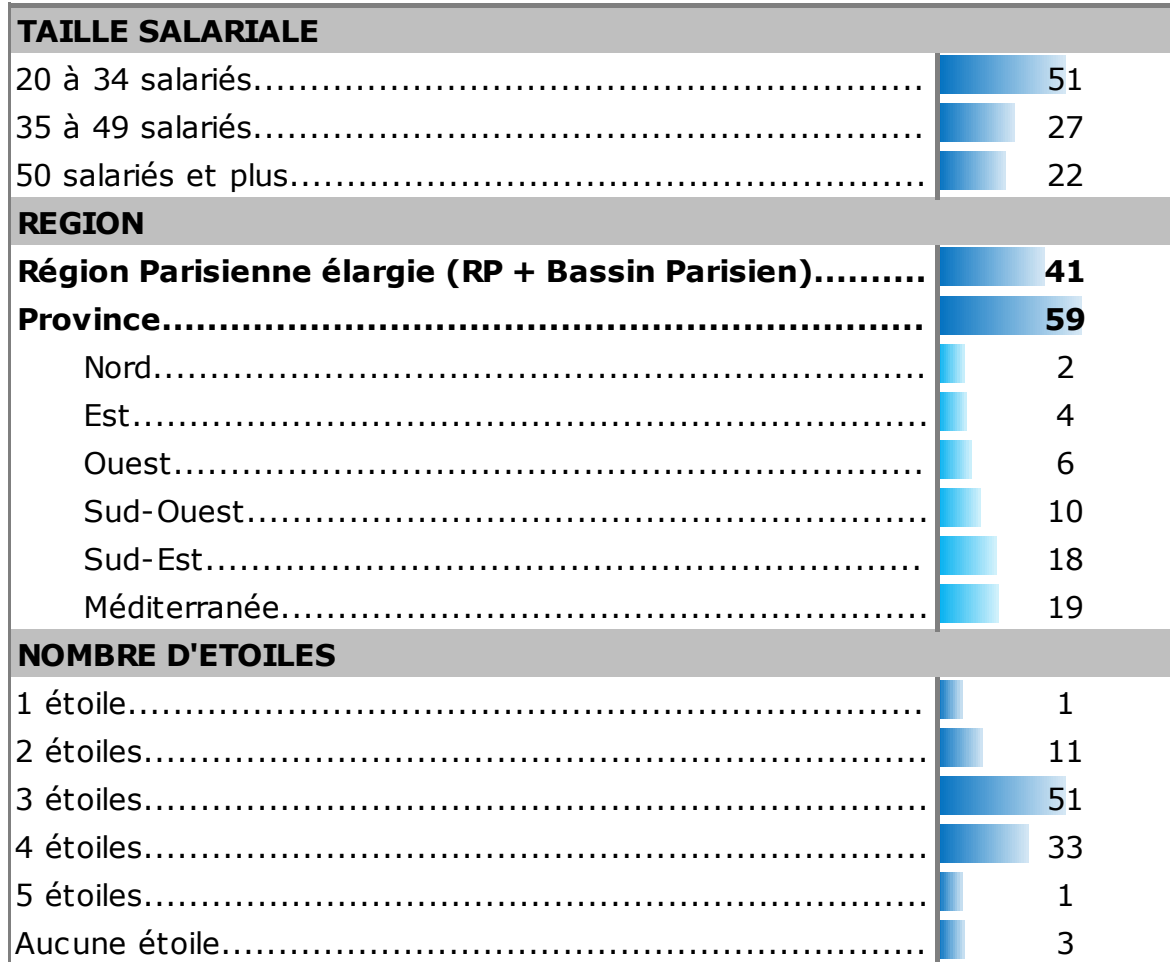 TAILLE SALARIALE
20 à 34 salariés.................................................................. 51
35 à 49 salariés.................................................................. 27
50 salariés et plus............................................................... 22
REGION
Région Parisienne élargie (RP + Bassin Parisien).......... 41
Province.................................................................. 59
Nord.................................................................. 2
Est.................................................................. 4
Ouest.................................................................. 6
Sud-Ouest............................................................ 10
Sud-Est............................................................... 18
Méditerranée........................................................ 19
NOMBRE D'ETOILES
1 étoile.................................................................. 1
2 étoiles.................................................................. 11
3 étoiles.................................................................. 51
4 étoiles.................................................................. 33
5 étoiles.................................................................. 1
Aucune étoile............................................................ 3